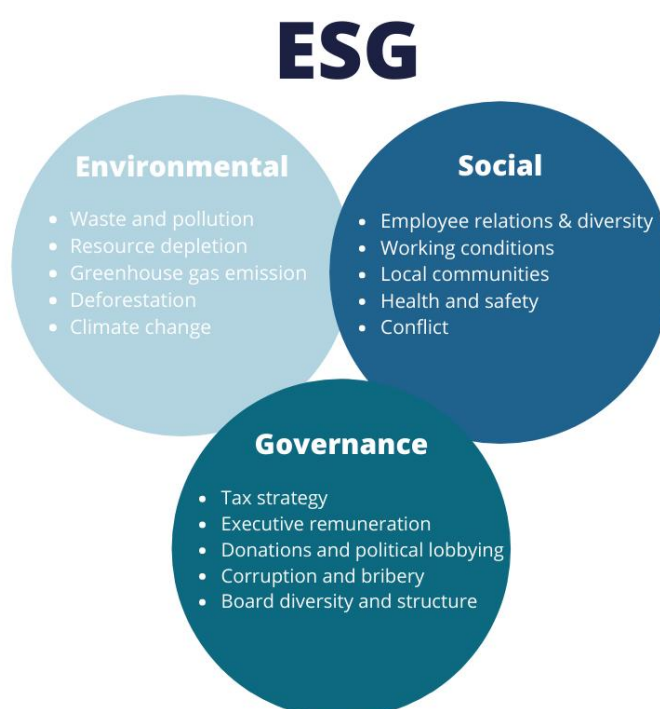 ESG
Environmental
• Waste and pollution
• Resource depletion
• Greenhouse gas emission
• Deforestation
• Climate change
Social
• Employee relations & diversity
• Working conditions
• Local communities
• Health and safety
• Conflict
Governance
• Tax strategy
• Executive remuneration
• Donations and political lobbying
• Corruption and bribery
• Board diversity and structure